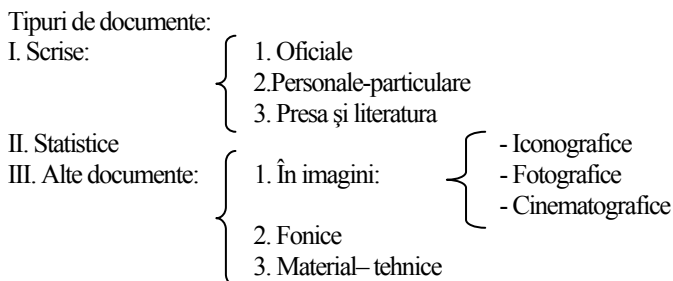 Tipuri de documente:
I. Scrise: 1. Oficiale
2.Personale-particulare
3. Presa şi literatura
II. Statistice - Iconografice
III. Alte documente: 1. În imagini: - Fotografice
- Cinematografice
2. Fonice
3. Material– tehnice